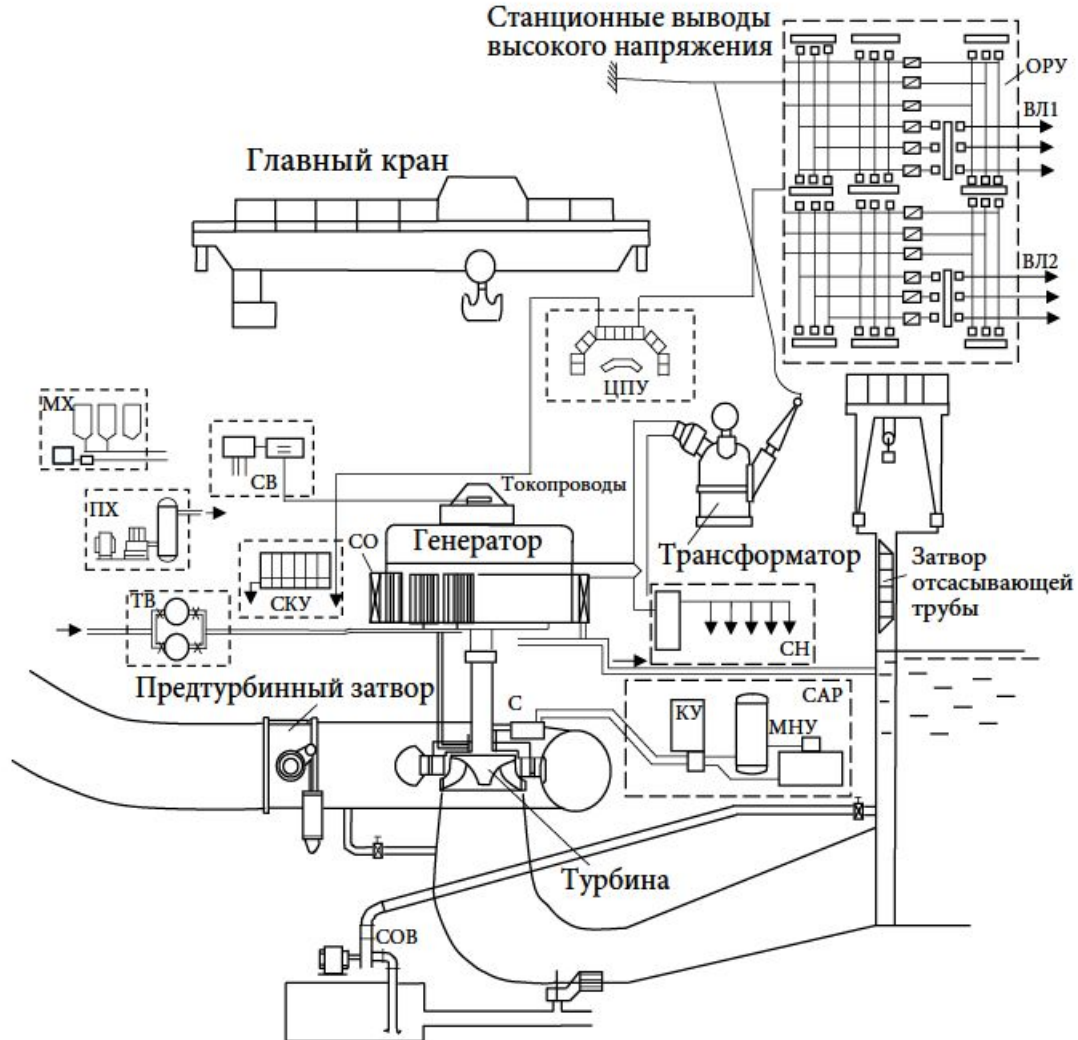 Станционные выводы
высокого напряжения
ОРУ
ВЛ1
Главный кран
ВЛ2
ЦПУ
МХ
СВ
Токопроводы
ПХ
СО
Генератор
Трансформатор
Затвор
отсасывающей
трубы
СКУ
ТВ
СН
Предтурбинный затвор
С
САР
КУ
МНУ
Турбина
СОВ